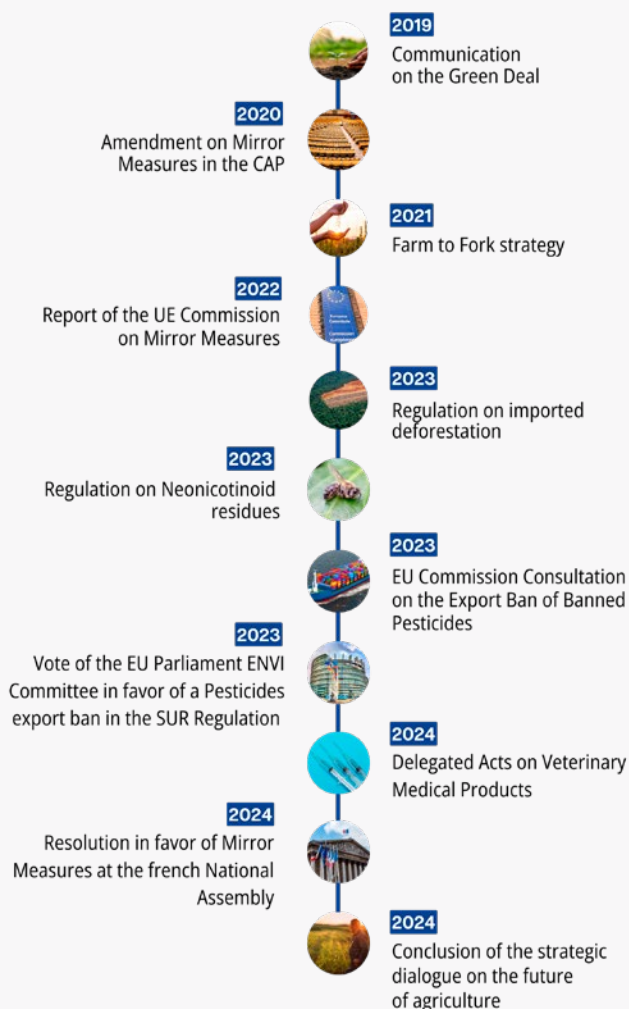 2019
Communication
on the Green Deal
2020
Amendment on Mirror
Measures in the CAP
2021
Farm to Fork strategy
2022
Report of the UE Commission
on Mirror Measures
2023
Regulation on imported
deforestation
2023
Regulation on Neonicotinoid
residues
2023
EU Commission Consultation
on the Export Ban of Banned
Pesticides
2023
Vote of the EU Parliament ENVI
Committee in favor of a Pesticides
export ban in the SUR Regulation
2024
Delegated Acts on Veterinary
Medical Products
2024
Resolution in favor of Mirror
Measures at the french National
Assembly
2024
Conclusion of the strategic
dialogue on the future
of agriculture